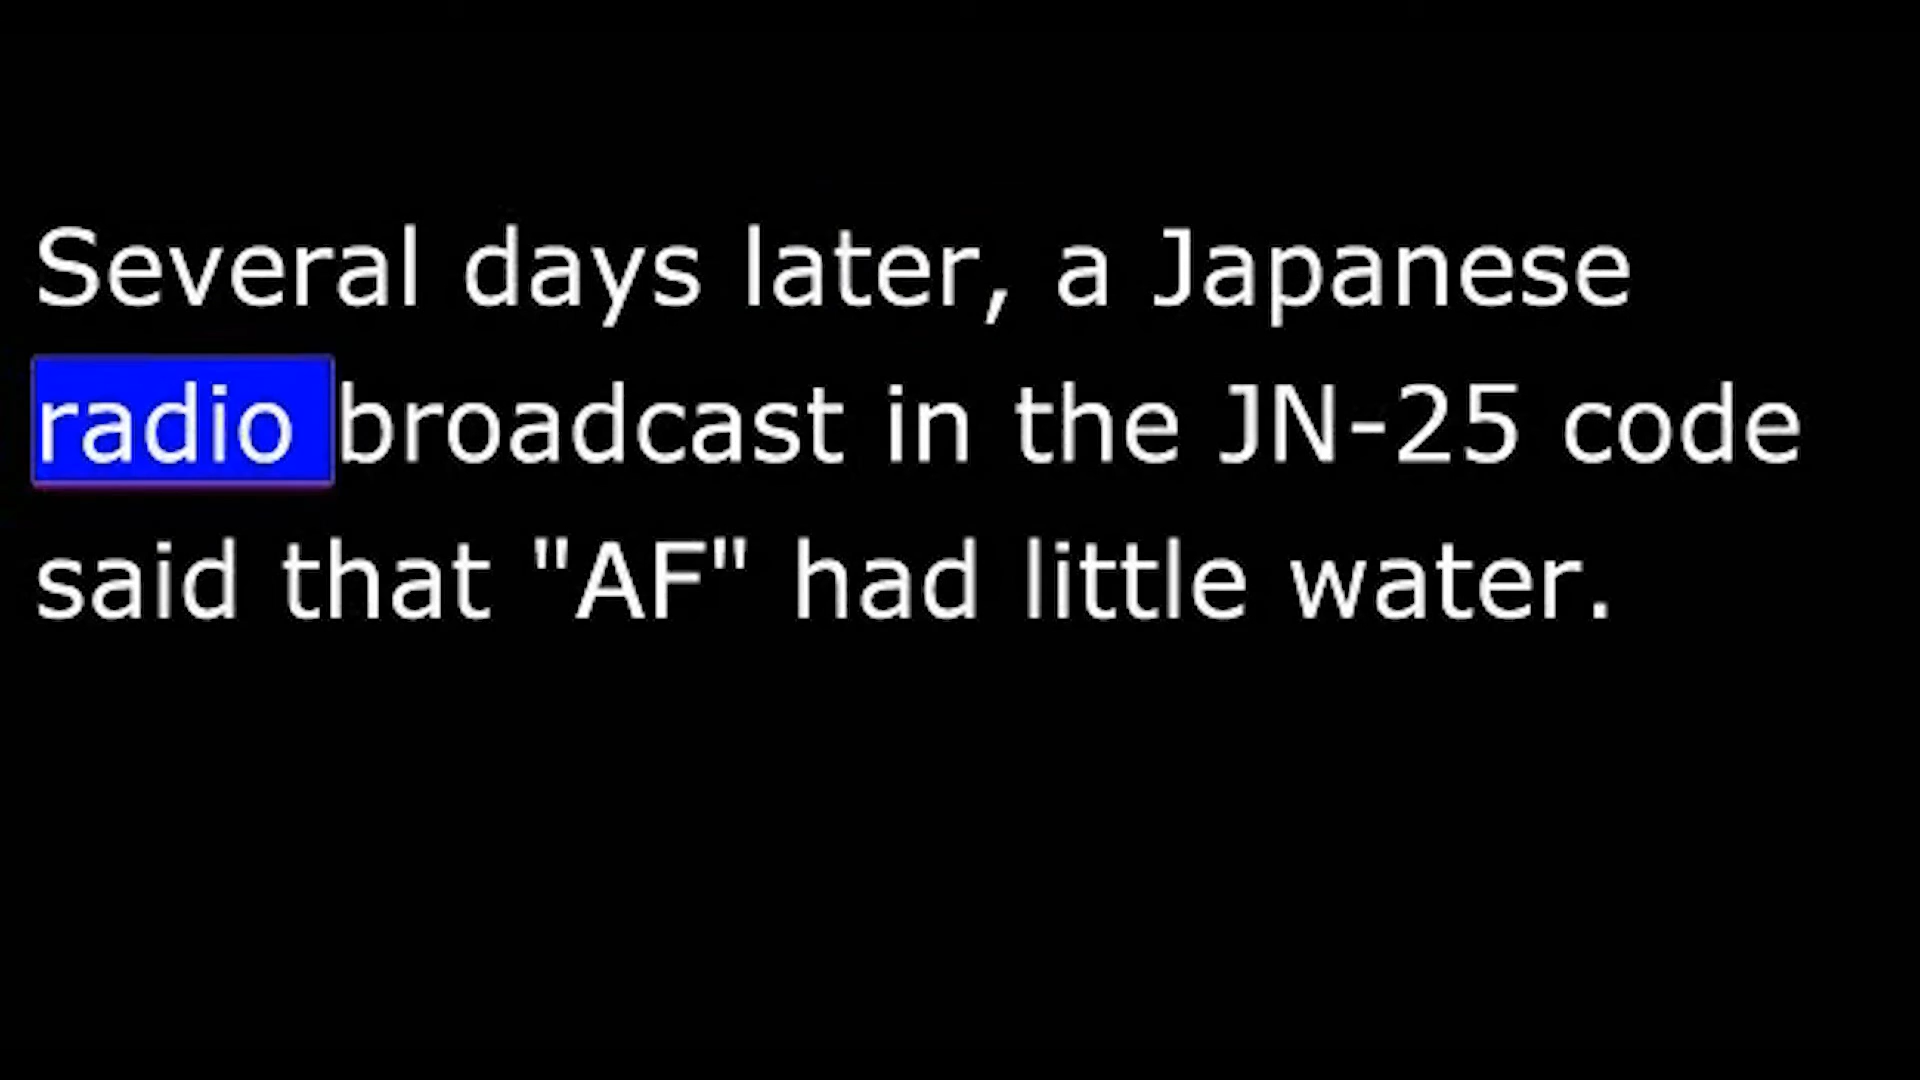 Several days later, a Japanese
radio broadcast in the JN-25 code
said that "AF" had little water.